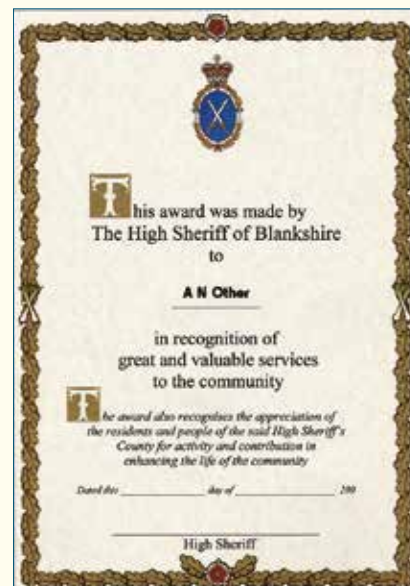 This award was made by
The High Sheriff of Blankshire
to
A N Other
in recognition of
great and valuable services
to the community
The award also recognises the appreciation of
the residents and people of the said High Sheriff's
County for activity and contribution in
enhancing the life of the community
Dated this ____________ day of ____________ 200
High Sheriff